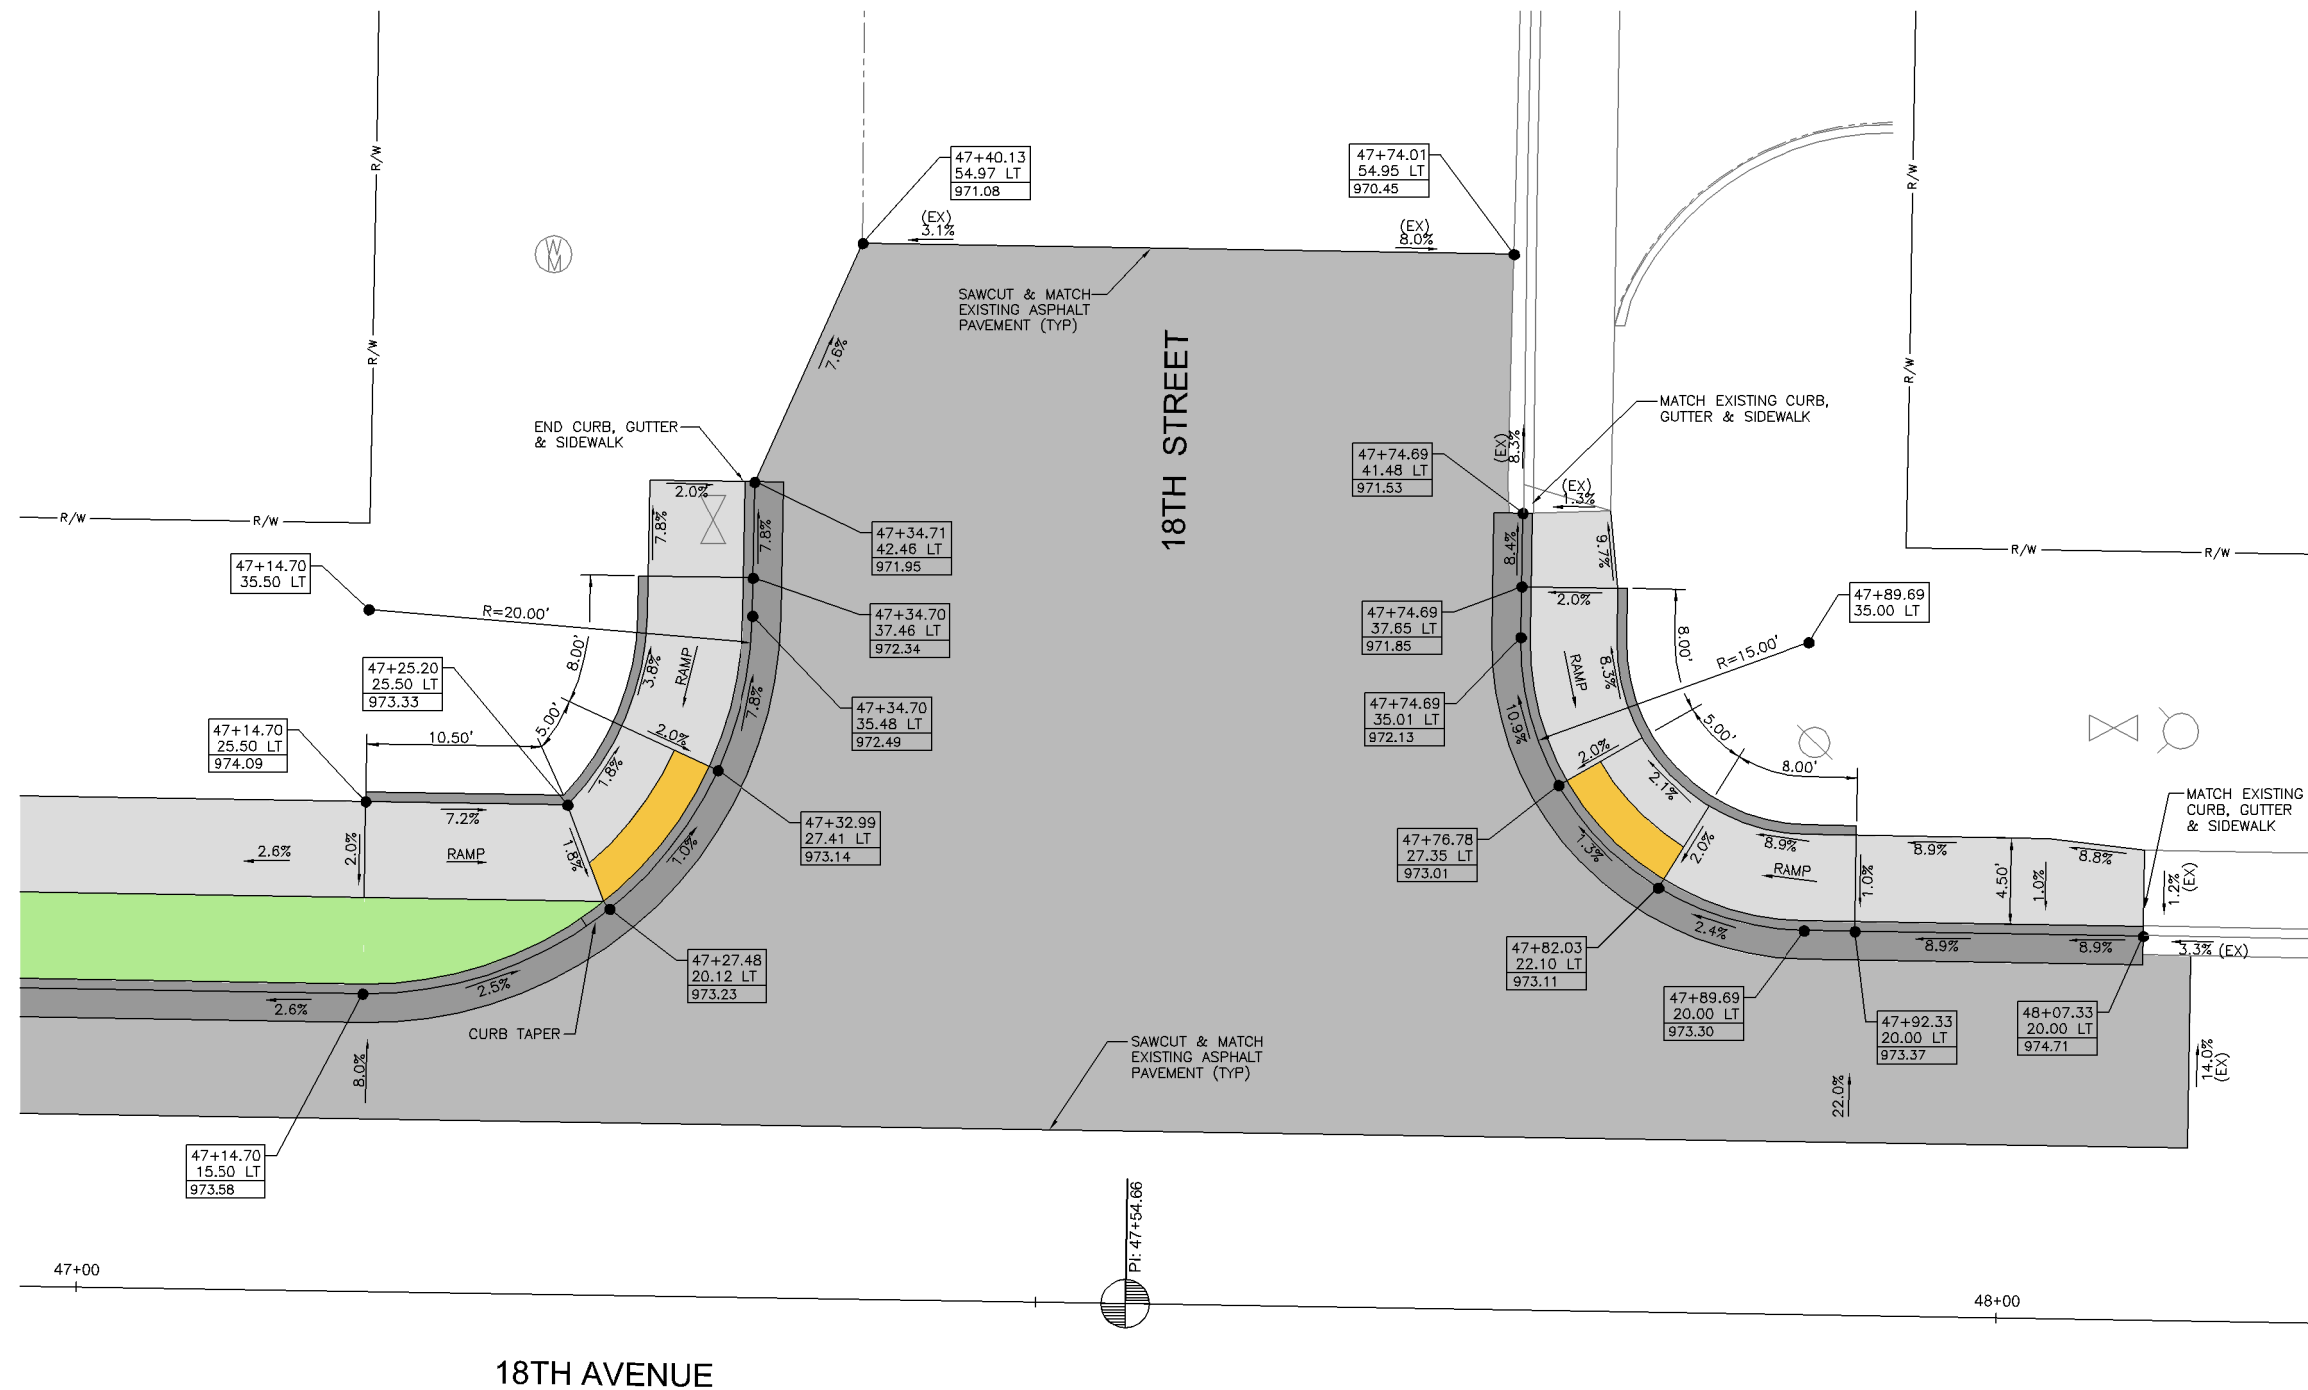 47+40.13
54.97 LT
971.08
47+74.01
54.95 LT
970.45
R/W
R/W
(EX)
3.1%
(EX)
8.0%
W
M
SAWCUT & MATCH
EXISTING ASPHALT
PAVEMENT (TYP)
7.6%
18TH STREET
R/W
R/W
MATCH EXISTING CURB,
GUTTER & SIDEWALK
END CURB, GUTTER
& SIDEWALK
(EX)
8.3%
47+74.69
41.48 LT
971.53
(EX)
1.3%
2.0%
7.8%
7.8%
R/W
R/W
47+34.71
42.46 LT
971.95
8.4%
9.7%
R/W
R/W
47+14.70
35.50 LT
R=20.00'
47+34.70
37.46 LT
972.34
47+74.69
37.65 LT
971.85
2.0%
47+89.69
35.00 LT
8.00'
8.00'
R=15.00'
47+25.20
25.50 LT
973.33
3.8%
RAMP
7.8%
RAMP
8.3%
47+34.70
35.48 LT
972.49
47+74.69
35.01 LT
972.13
10.9%
47+14.70
25.50 LT
974.09
10.50'
5.00'
2.0%
1.8%
2.0%
2.1%
5.00'
8.00'
7.2%
2.6%
2.0%
RAMP
1.8%
1.0%
47+32.99
27.41 LT
973.14
47+76.78
27.35 LT
973.01
1.3%
2.0%
8.9%
RAMP
1.0%
8.9%
4.50'
1.0%
8.8%
1.2%
(EX)
MATCH EXISTING
CURB, GUTTER
& SIDEWALK
47+27.48
20.12 LT
973.23
47+82.03
22.10 LT
973.11
2.4%
8.9%
8.9%
3.3% (EX)
2.5%
2.6%
CURB TAPER
47+89.69
20.00 LT
973.30
47+92.33
20.00 LT
973.37
48+07.33
20.00 LT
974.71
8.0%
SAWCUT & MATCH
EXISTING ASPHALT
PAVEMENT (TYP)
22.0%
14.0%
(EX)
47+14.70
15.50 LT
973.58
PI: 47+54.66
47+00
48+00
18TH AVENUE